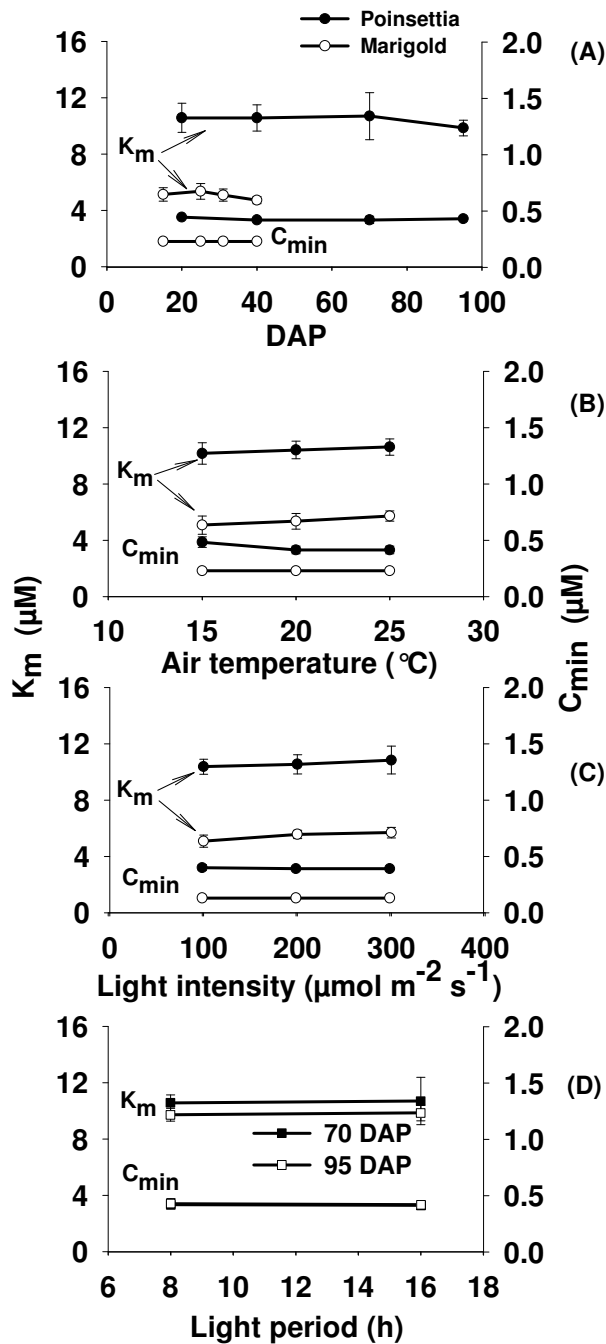 Poinsettia
Marigold
16 2.0 (A)
12 1.5
Km
8 1.0
4 0.5
Cmin
0 0.0
0 20 40 60 80 100
DAP
16 2.0
(B)
12 1.5
Km
8 1.0
4 0.5
Cmin
0 0.0
10 15 20 25 30
Air temperature (°C)
Km (µM)
Cmin (µM)
16 2.0
12 1.5
(C)
Km
8 1.0
4 0.5
Cmin
0 0.0
0 100 200 300 400
Light intensity (µmol m-2 s-1)
16 2.0
(D)
12 1.5
Km
70 DAP
8 1.0
95 DAP
Cmin
4 0.5
0 0.0
6 8 10 12 14 16 18
Light period (h)